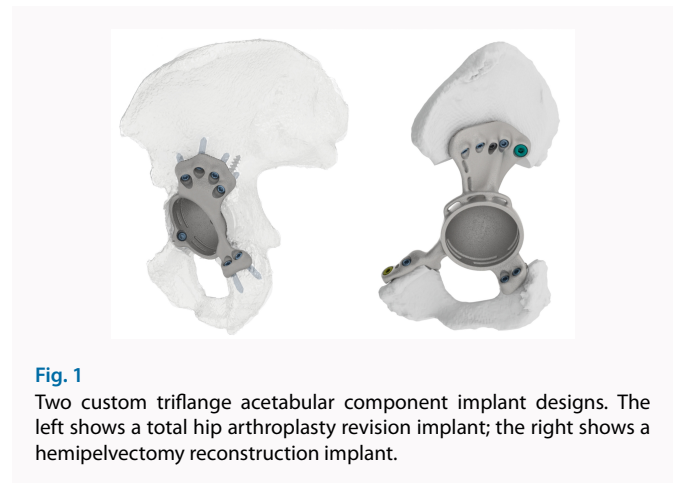 Fig. 1
Two custom triflange acetabular component implant designs. The
left shows a total hip arthroplasty revision implant; the right shows a
hemipelvectomy reconstruction implant.